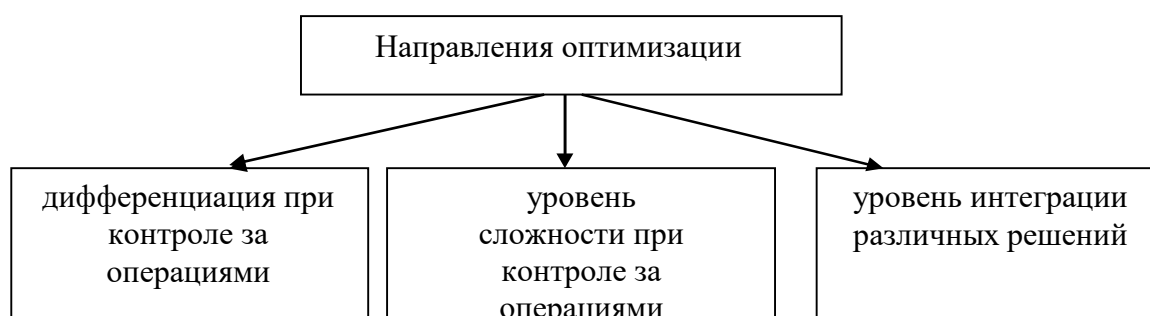 Направления оптимизации
дифференциация при
контроле за
операциями
уровень
сложности при
контроле за
операциями
уровень интеграции
различных решений